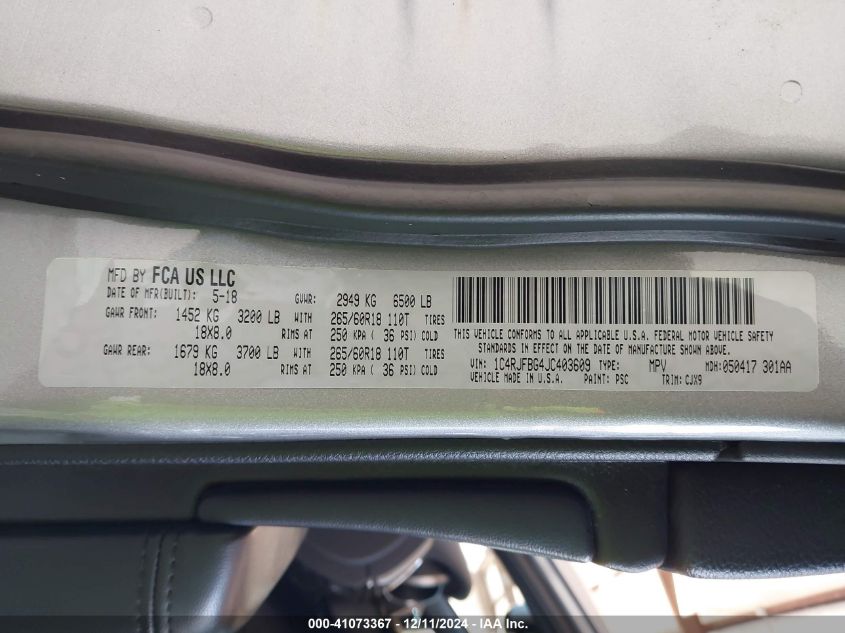 MFD BY FCA US LLC
DATE OF MFR(BUILT): 5-18 GVWR: 2949 KG 6500 LB
GAWR FRONT: 1452 KG 3200 LB WITH 265/60R18 110T TIRES
18X8.0 RIMS AT 250 KPA ( 36 PSI) COLD
GAWR REAR: 1679 KG 3700 LB WITH 265/60R18 110T TIRES
18X8.0 RIMS AT 250 KPA ( 36 PSI) COLD
THIS VEHICLE CONFORMS TO ALL APPLICABLE U.S.A. FEDERAL MOTOR VEHICLE SAFETY
STANDARDS IN EFFECT ON THE DATE OF MANUFACTURE SHOWN ABOVE.
VIN: 1C4RJFBG4JC403609 TYPE: MPV MDH:050417 301AA
VEHICLE MADE IN U.S.A. PAINT: PSC TRIM: CJX9
000-41073367 - 12/11/2024 - IAA Inc.